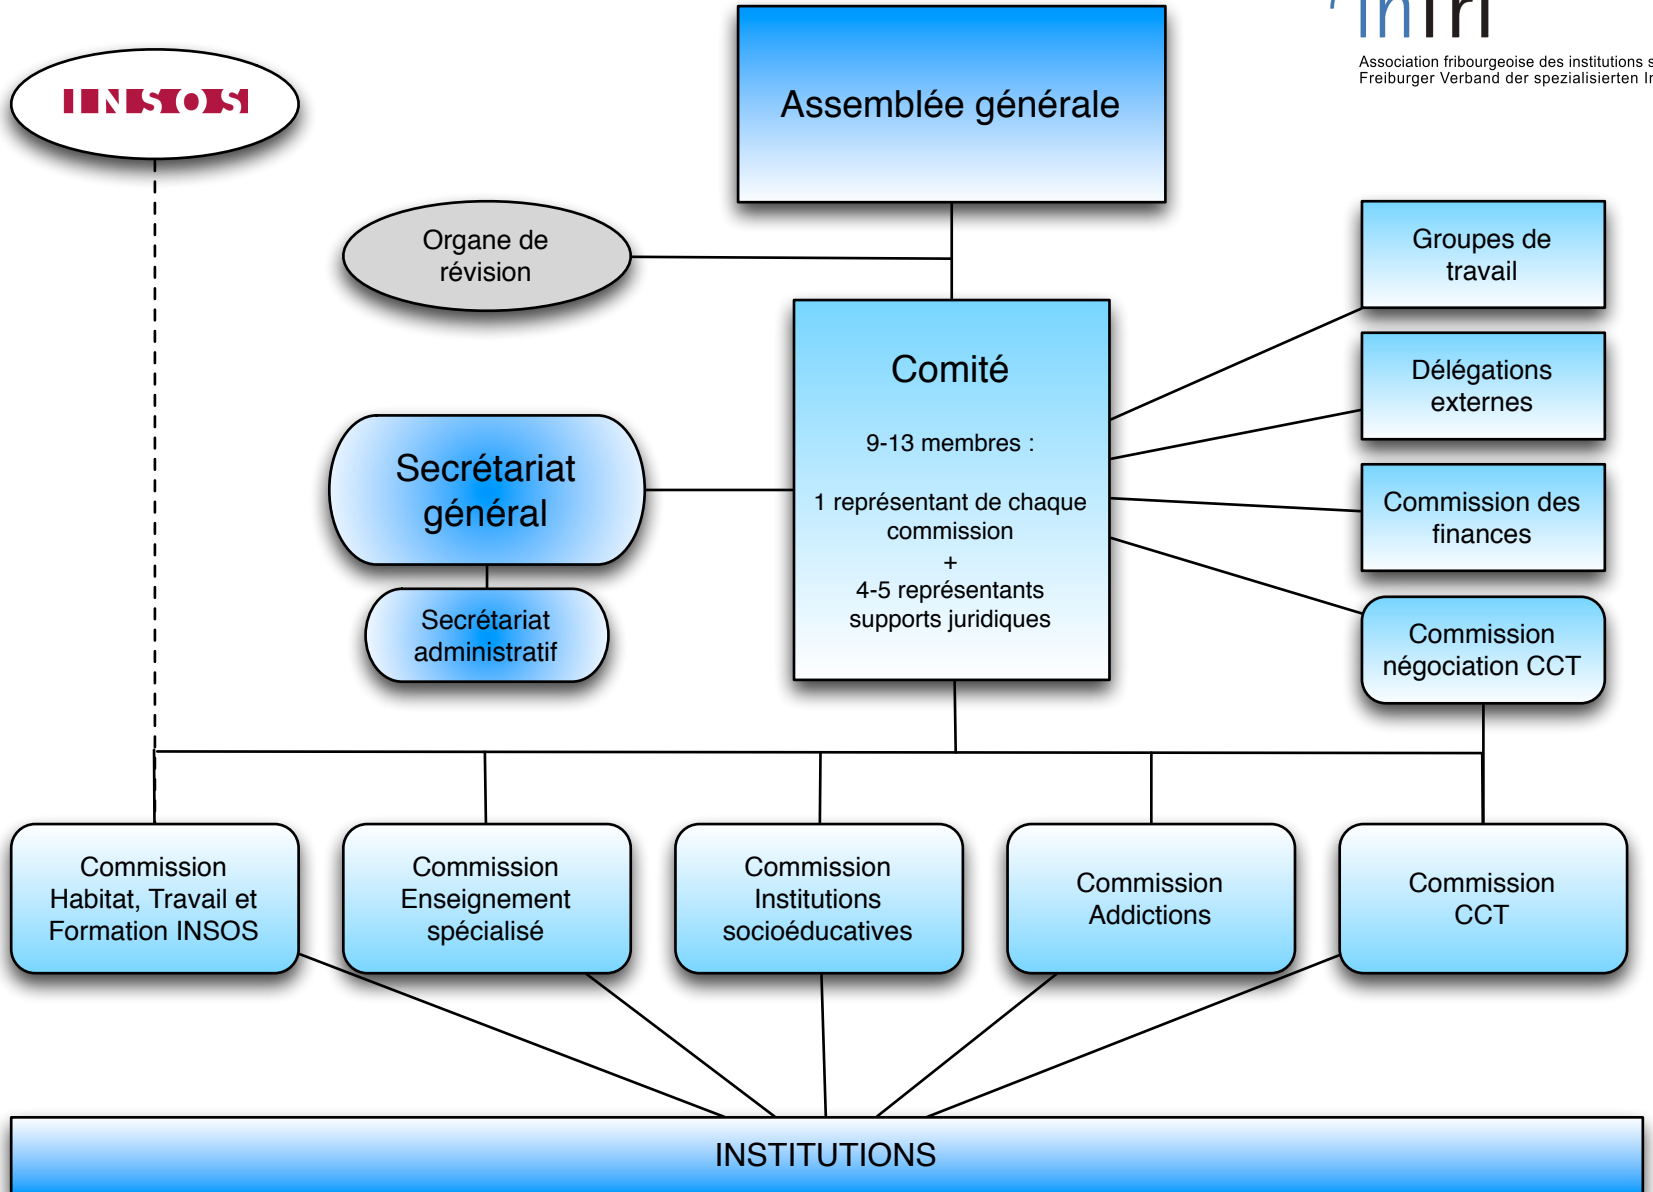 infri
Association fribourgeoise des institutions s
Freiburger Verband der spezialisierten In
INSOS
Assemblée générale
Organe de
révision
Groupes de
travail
Comité
9-13 membres :
1 représentant de chaque
commission
+
4-5 représentants
supports juridiques
Délégations
externes
Secrétariat
général
Commission des
finances
Secrétariat
administratif
Commission
négociation CCT
Commission
Habitat, Travail et
Formation INSOS
Commission
Enseignement
spécialisé
Commission
Institutions
socioéducatives
Commission
Addictions
Commission
CCT
INSTITUTIONS